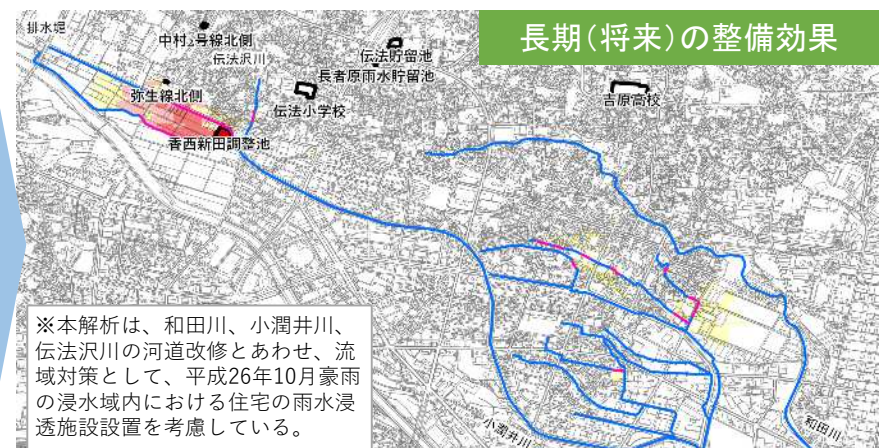 長期(将来)の整備効果
排水堀
中村2号線北側
伝法沢川
伝法貯留池
長者原雨水貯留池
弥生線北側
伝法小学校
吉原高校
香西新田調整池
※本解析は、和田川、小潤井川、
伝法沢川の河道改修とあわせ、流
域対策として、平成26年10月豪雨
の浸水域内における住宅の雨水浸
透施設設置を考慮している。
小潤井川
和田川